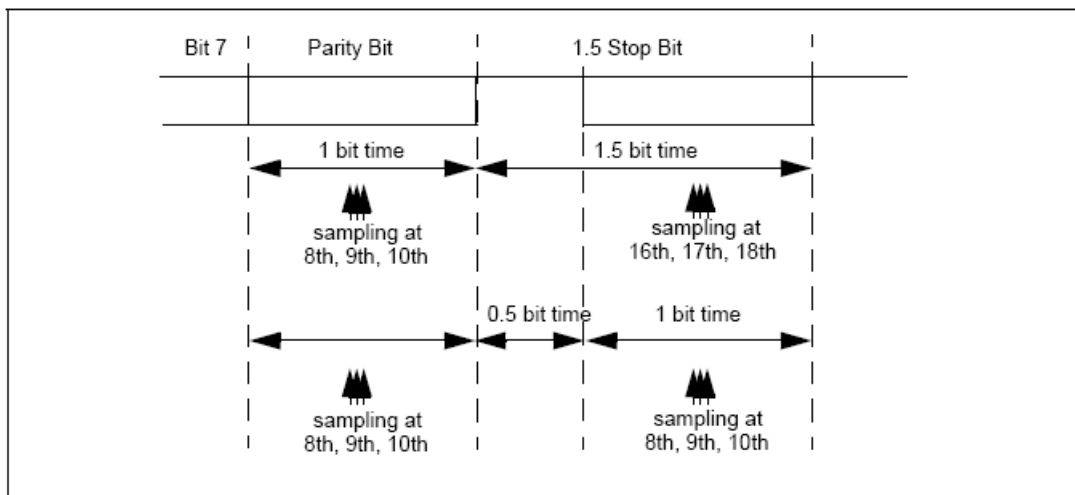 Bit 7 Parity Bit 1.5 Stop Bit
1 bit time 1.5 bit time
sampling at
8th, 9th, 10th
sampling at
16th, 17th, 18th
0.5 bit time 1 bit time
sampling at
8th, 9th, 10th
sampling at
8th, 9th, 10th